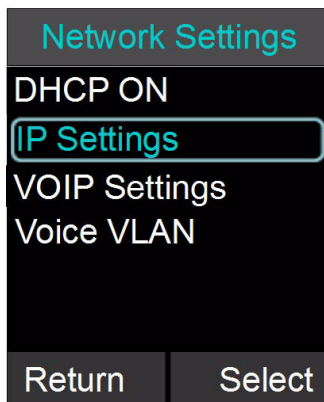 Network Settings
DHCP ON
IP Settings
VOIP Settings
Voice VLAN
Return Select